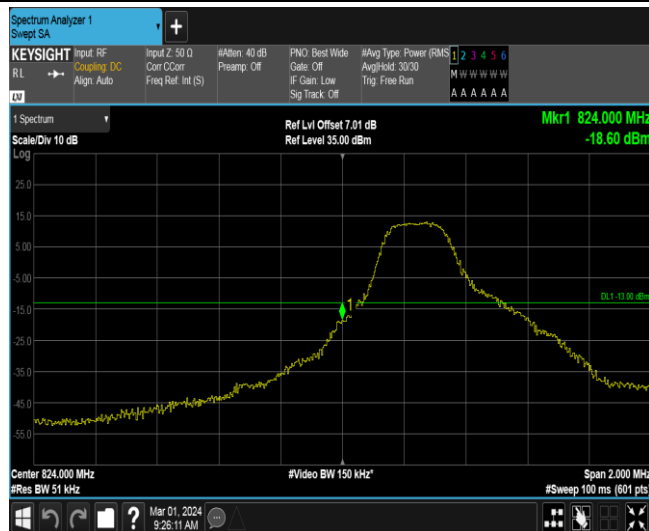 Spectrum Analyzer 1
Swept SA
KEYSIGHT
RL
Input: RF
Coupling: DC
Align: Auto
Input Z: 50 Ω
Corr CCorr
Freq Ref: Int (S)
#Atten: 40 dB
Preamp: Off
PNO: Best Wide
Gate: Off
IF Gain: Low
Sig Track: Off
#Avg Type: Power (RMS
Avg|Hold: 30/30
Trig: Free Run
1 2 3 4 5 6
M W W W W W
A A A A A A
1 Spectrum
Scale/Div 10 dB
Log
Ref Lvl Offset 7.01 dB
Ref Level 35.00 dBm
Mkr1 824.000 MHz
-18.60 dBm
25.0
15.0
5.00
-5.00
-15.0
-25.0
-35.0
-45.0
-55.0
1
DL1 -13.00 dBm
Center 824.000 MHz
#Res BW 51 kHz
#Video BW 150 kHz*
Span 2.000 MHz
#Sweep 100 ms (601 pts)
?
Mar 01, 2024
9:26:11 AM